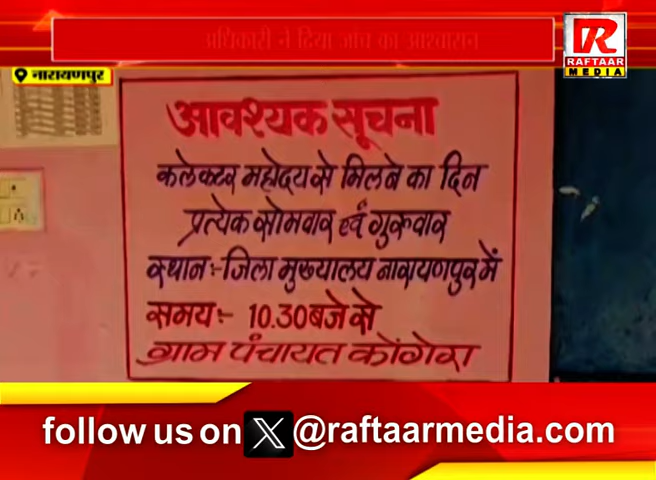 अधिकारी ने दिया जांच का आश्वासन
R
RAFTAAR
MEDIA
नारायणपुर
आवश्यक सूचना
कलेक्टर महोदय से मिलने का दिन
प्रत्येक सोमवार एवं गुरुवार
स्थान:- जिला मुख्यालय नारायणपुर में
समय:- 10.30 बजे से
ग्राम पंचायत कोंगेरा
follow us on X @raftaarmedia.com